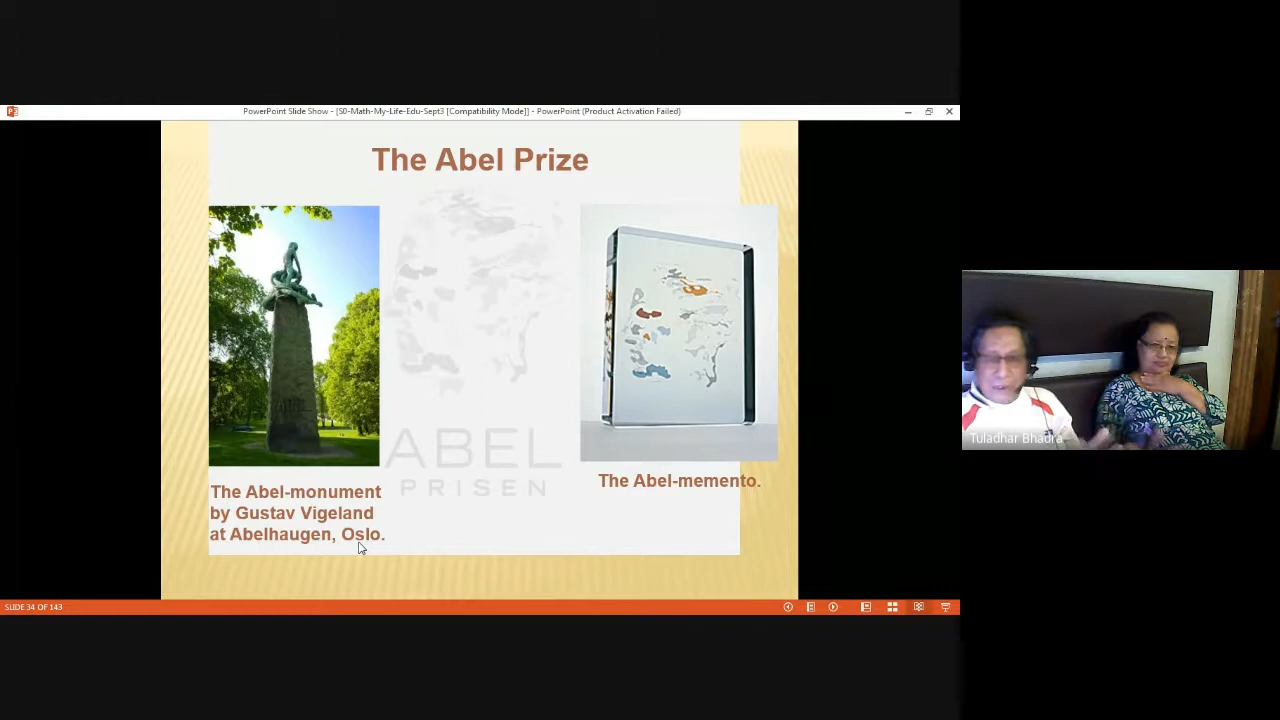 PowerPoint Slide Show - [S0-Math-My-Life-Edu-Sept3 [Compatibility Mode]] - PowerPoint (Product Activation Failed)
The Abel Prize
ABEL
PRISEN
The Abel-monument
by Gustav Vigeland
at Abelhaugen, Oslo.
The Abel-memento.
Tuladhar Bhadra
SLIDE 34 OF 143